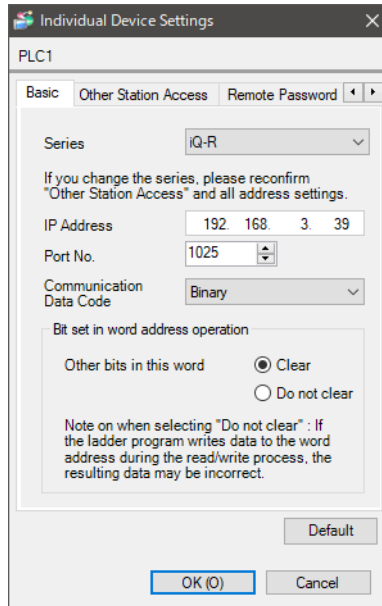 Individual Device Settings
PLC1
Basic Other Station Access Remote Password
Series iQ-R
If you change the series, please reconfirm
"Other Station Access" and all address settings.
IP Address 192. 168. 3. 39
Port No. 1025
Communication
Data Code Binary
Bit set in word address operation
Other bits in this word Clear
Do not clear
Note on when selecting "Do not clear" : If
the ladder program writes data to the word
address during the read/write process, the
resulting data may be incorrect.
Default
OK (O) Cancel